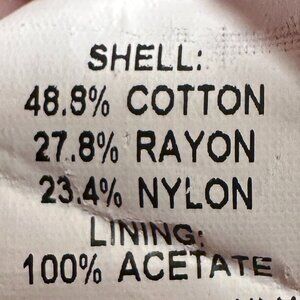 SHELL:
48.8% COTTON
27.8% RAYON
23.4% NYLON
LINING:
100% ACETATE